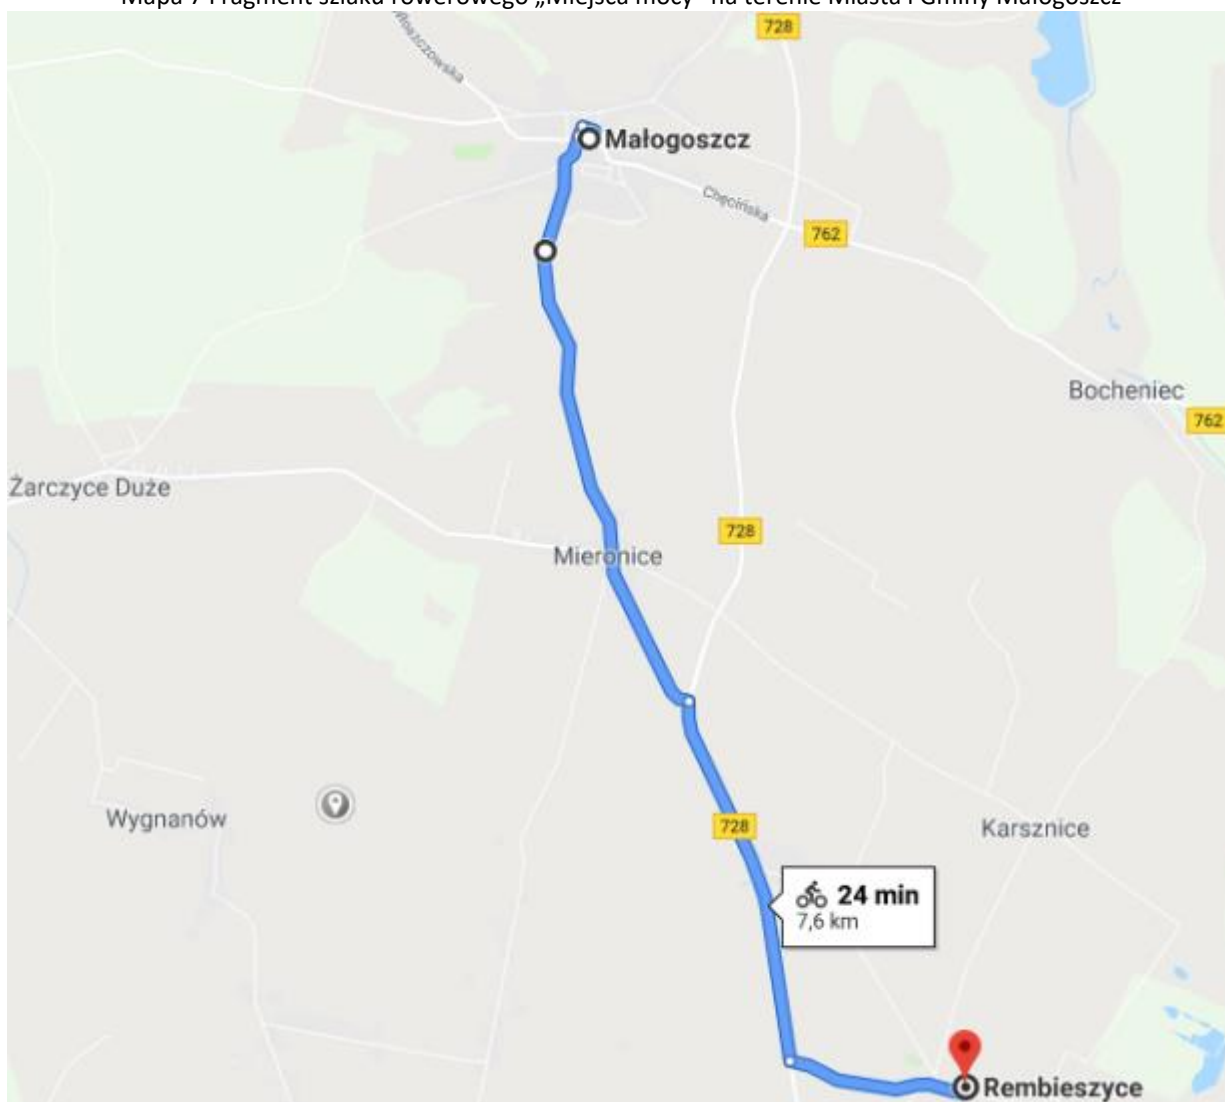 Mapa 7 Fragment szlaku rowerowego „Miejsca mocy” na terenie Miasta i Gminy Małogoszcz
728
Włoszczowska
Małogoszcz
Chęcińska
762
Bocheniec
762
Żarczyce Duże
728
Mieronice
Wygnanów
728
Karsznice
24 min
7,6 km
Rembieszyce